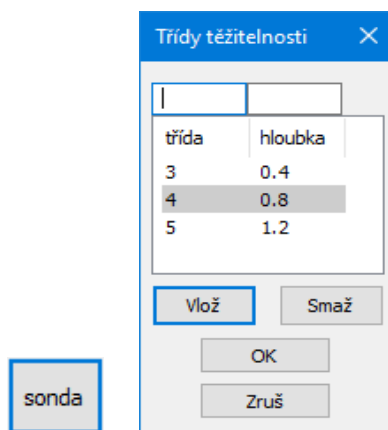 Třídy těžitelnosti
třída hloubka
3 0.4
4 0.8
5 1.2
Vlož Smaž
OK
Zruš
sonda